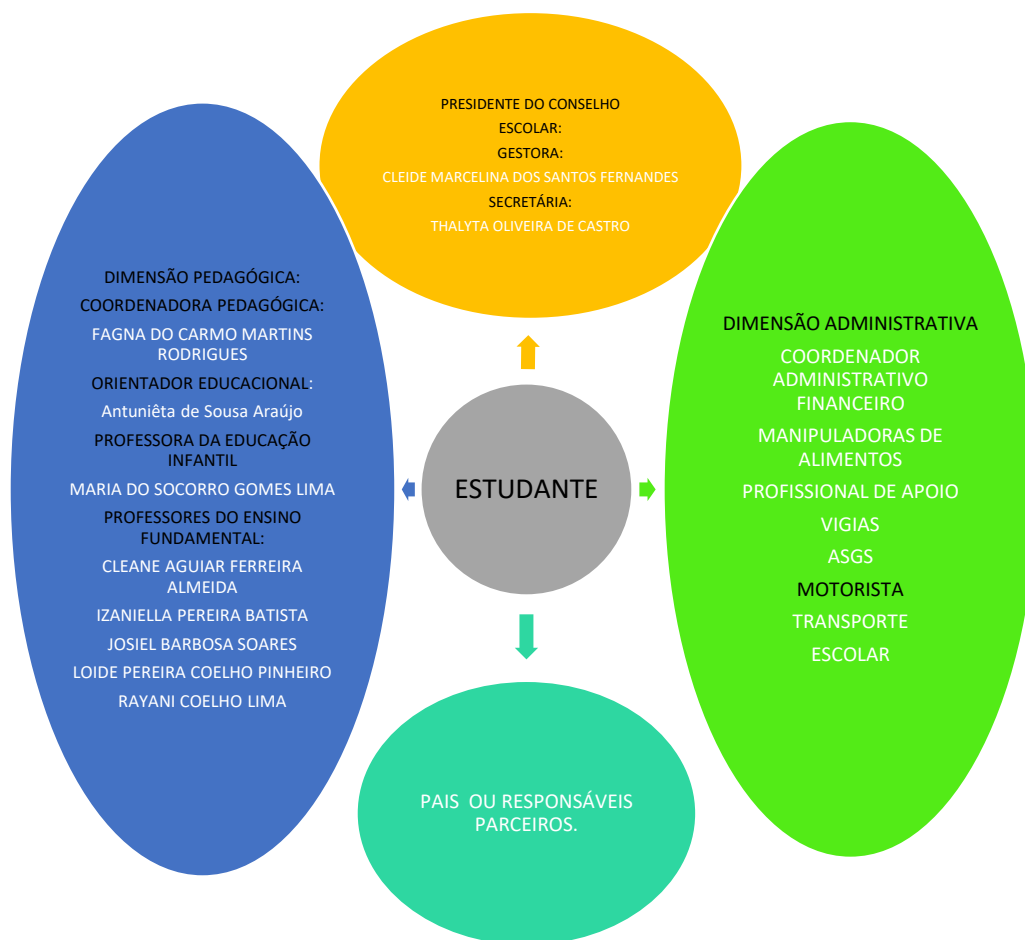 PRESIDENTE DO CONSELHO
ESCOLAR:
GESTORA:
CLEIDE MARCELINA DOS SANTOS FERNANDES
SECRETÁRIA:
THALYTA OLIVEIRA DE CASTRO
DIMENSÃO PEDAGÓGICA:
COORDENADORA PEDAGÓGICA:
FAGNA DO CARMO MARTINS
RODRIGUES
ORIENTADOR EDUCACIONAL:
Antuniêta de Sousa Araújo
PROFESSORA DA EDUCAÇÃO
INFANTIL
MARIA DO SOCORRO GOMES LIMA
PROFESSORES DO ENSINO
FUNDAMENTAL:
CLEANE AGUIAR FERREIRA
ALMEIDA
IZANIELLA PEREIRA BATISTA
JOSIEL BARBOSA SOARES
LOIDE PEREIRA COELHO PINHEIRO
RAYANI COELHO LIMA
ESTUDANTE
DIMENSÃO ADMINISTRATIVA
COORDENADOR
ADMINISTRATIVO
FINANCEIRO
MANIPULADORAS DE
ALIMENTOS
PROFISSIONAL DE APOIO
VIGIAS
ASGS
MOTORISTA
TRANSPORTE
ESCOLAR
PAIS OU RESPONSÁVEIS
PARCEIROS.